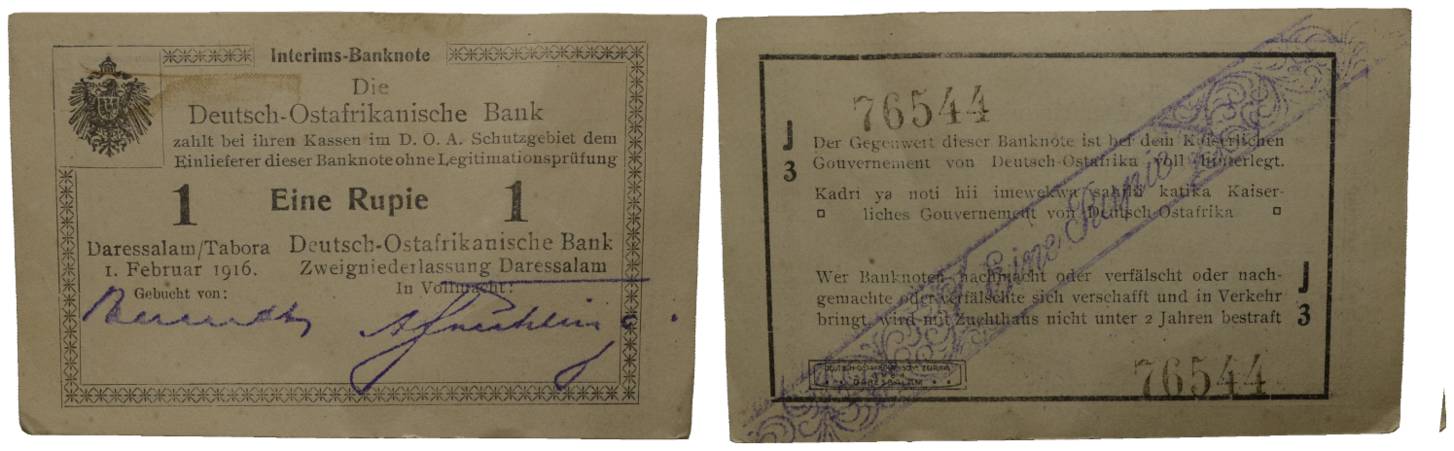 Interims-Banknote
Die
Deutsch-Ostafrikanische Bank
zahlt bei ihren Kassen im D. O. A. Schutzgebiet dem
Einlieferer dieser Banknote ohne Legitimationsprüfung
1 Eine Rupie 1
Daressalam/Tabora
1. Februar 1916.
Gebucht von:
Deutsch-Ostafrikanische Bank
Zweigniederlassung Daressalam
In Vollmacht:
76544
J
3
Der Gegenwert dieser Banknote ist bei dem Kaiserlichen
Gouvernement von Deutsch-Ostafrika voll hinterlegt.
Kadri ya noti hii imewekwa sahihi katika Kaiser-
liches Gouvernement von Deutsch-Ostafrika
Eine Rupie
Wer Banknoten nachmacht oder verfälscht oder nach-
gemachte oder verfälschte sich verschafft und in Verkehr
bringt, wird mit Zuchthaus nicht unter 2 Jahren bestraft
J
3
DARESSALAM
76544